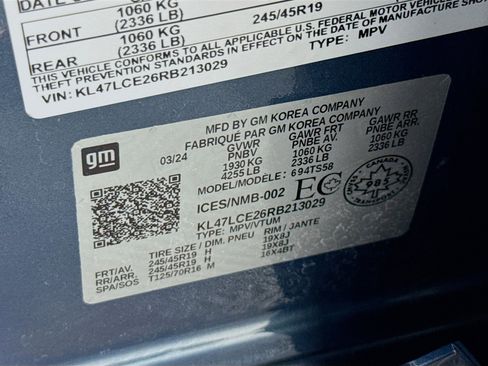 DATE O
1060 KG
(2336 LB)
FRONT
1060 KG
(2336 LB)
245/45R19
REAR
THIS VEHICLE CONFORMS TO ALL APPLICABLE U.S. FEDERAL MOTOR VEHICLE
THEFT PREVENTION STANDARDS IN EFFECT ON THE DATE OF
VIN: KL47LCE26RB213029
TYPE: MPV
gm
03/24
MFD BY GM KOREA COMPANY
FABRIQUÉ PAR GM KOREA COMPANY
GVWR GAWR FRT GAWR RR
PNBV PNBE AV. PNBE ARR
1930 KG 1060 KG 1060 KG
4255 LB 2336 LB 2336 LB
MODEL/MODÈLE: 694TS58
ICES/NMB-002 EC
CANADA
985
KL47LCE26RB213029
TYPE: MPV/VTUM
TIRE SIZE / DIM. PNEU RIM / JANTE
FRT/AV. 245/45R19 H 19X8J
RR/ARR. 245/45R19 H 19X8J
SPA/SOS T125/70R16 M 16X4BT